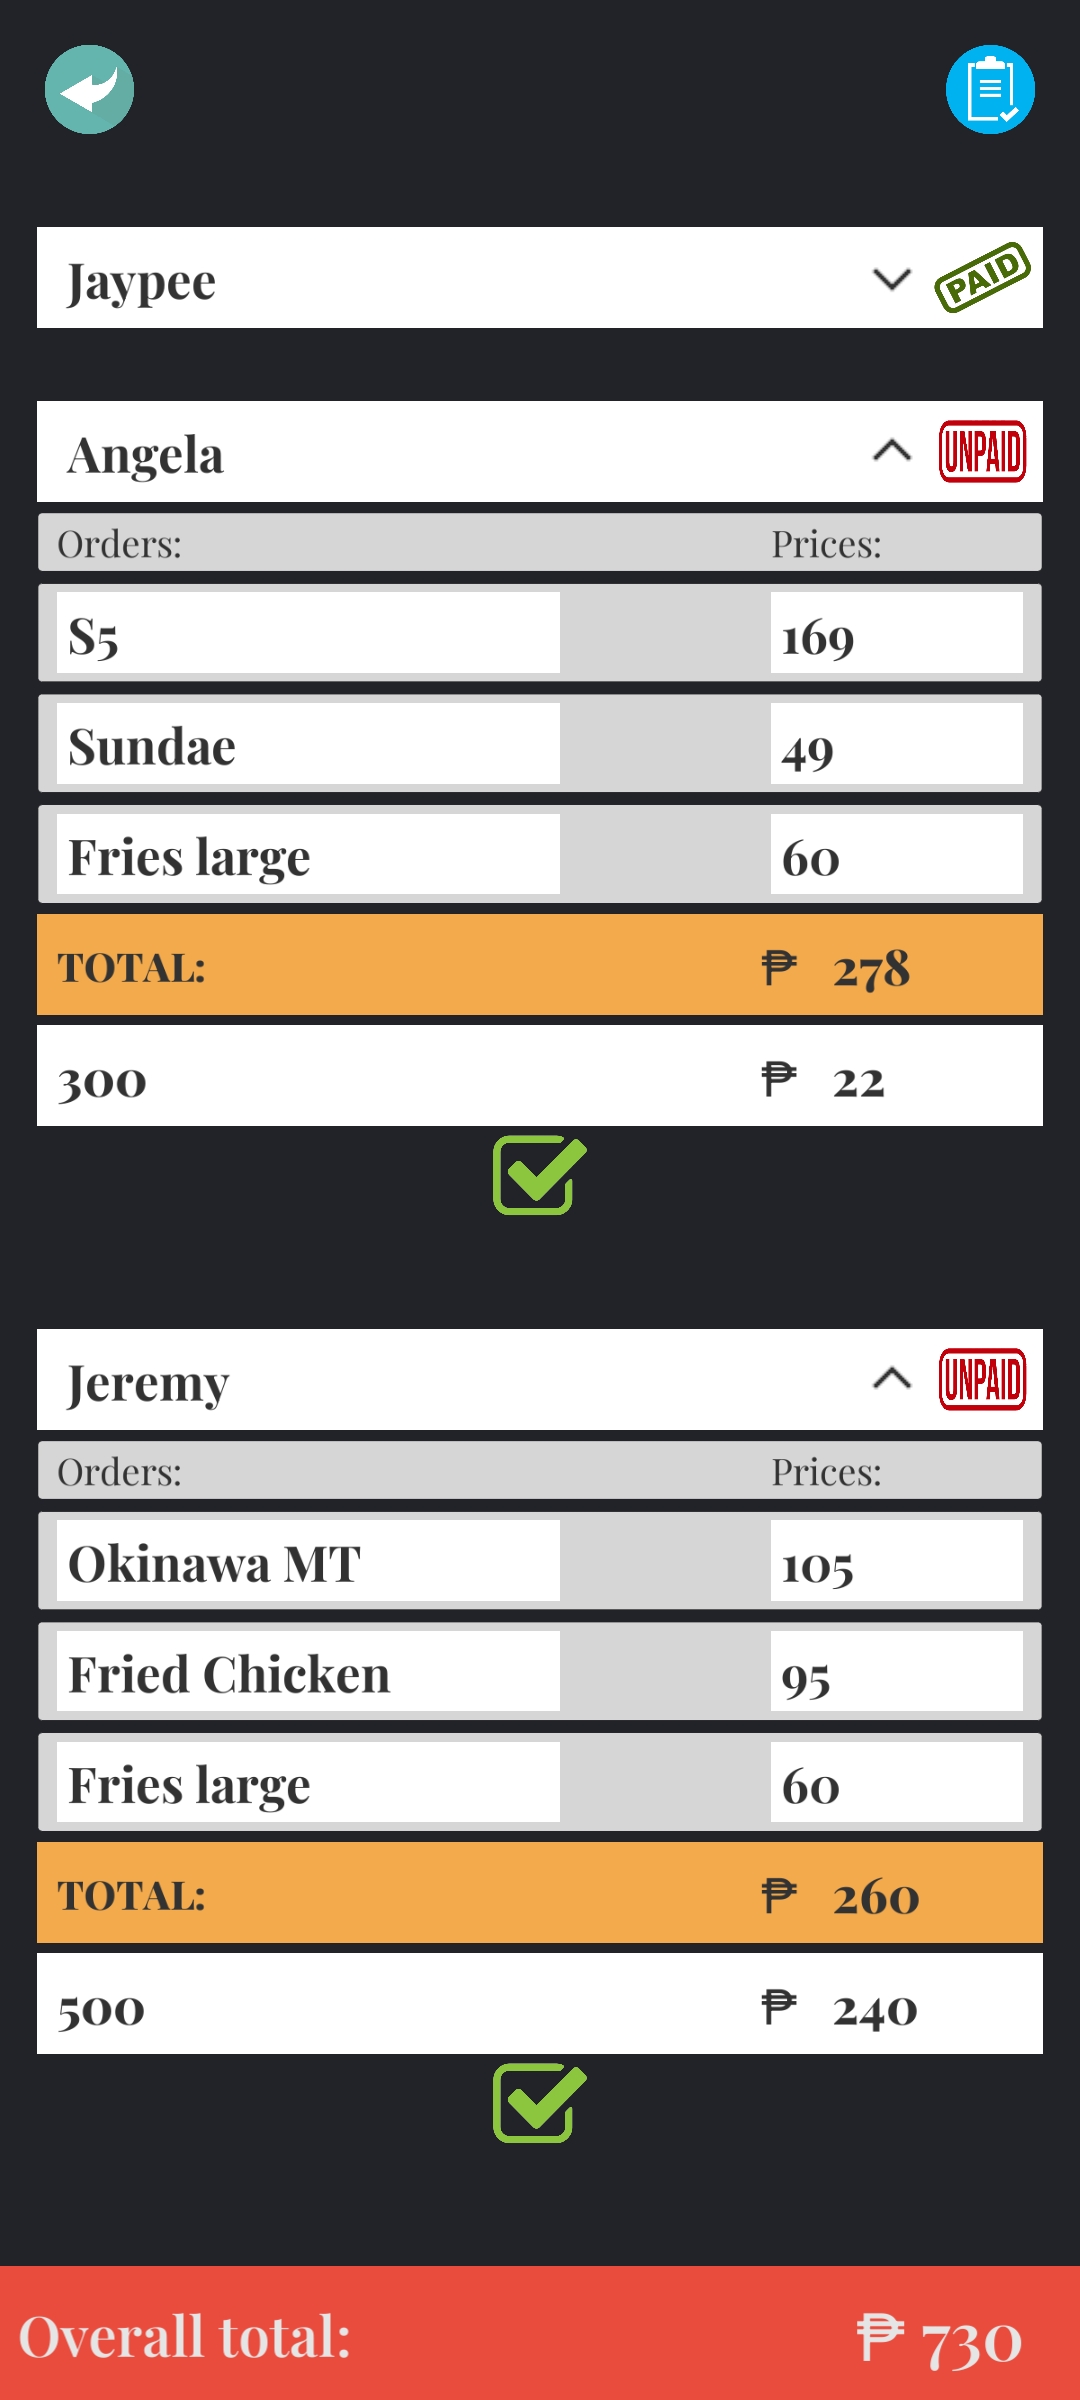 Jaypee PAID
Angela UNPAID
Orders: Prices:
S5 169
Sundae 49
Fries large 60
TOTAL: ₱ 278
300 ₱ 22
Jeremy UNPAID
Orders: Prices:
Okinawa MT 105
Fried Chicken 95
Fries large 60
TOTAL: ₱ 260
500 ₱ 240
Overall total: ₱ 730